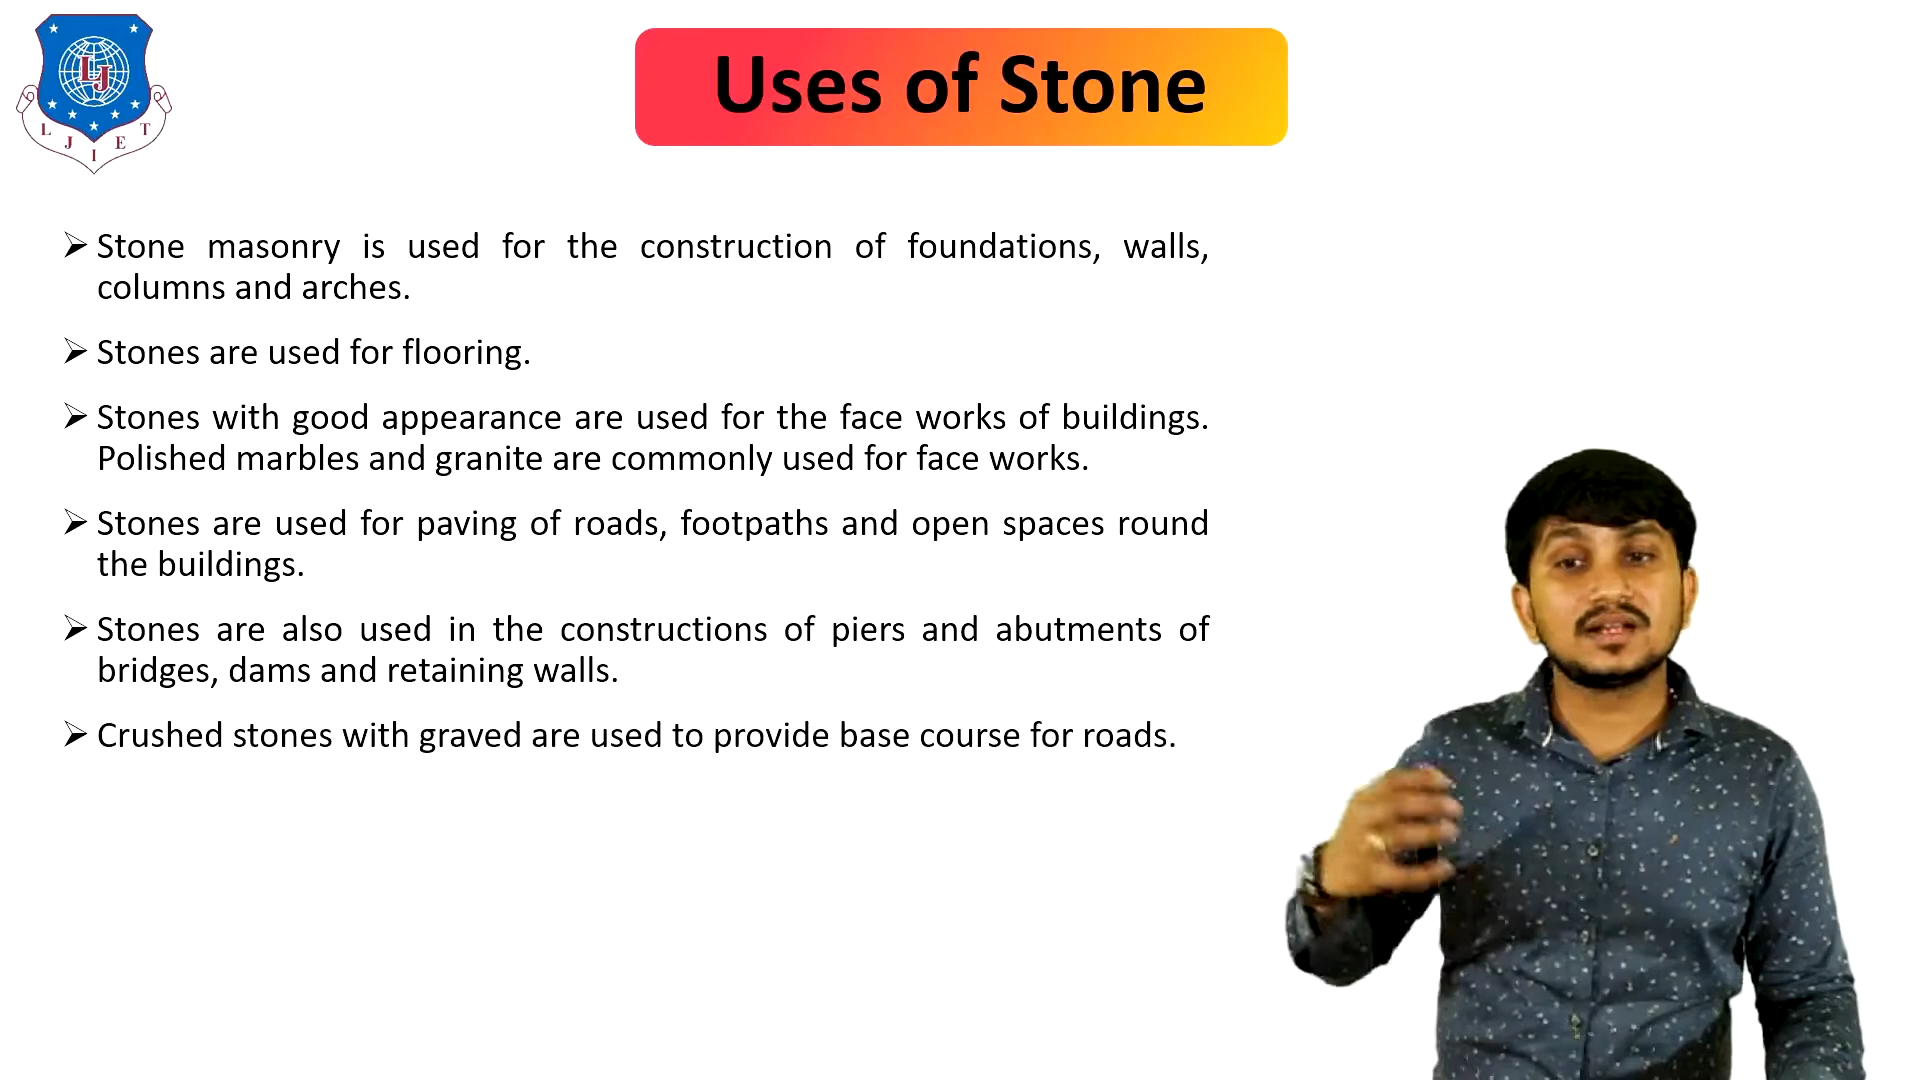 LJ
L J I E T
Uses of Stone
Stone masonry is used for the construction of foundations, walls,
columns and arches.
Stones are used for flooring.
Stones with good appearance are used for the face works of buildings.
Polished marbles and granite are commonly used for face works.
Stones are used for paving of roads, footpaths and open spaces round
the buildings.
Stones are also used in the constructions of piers and abutments of
bridges, dams and retaining walls.
Crushed stones with graved are used to provide base course for roads.